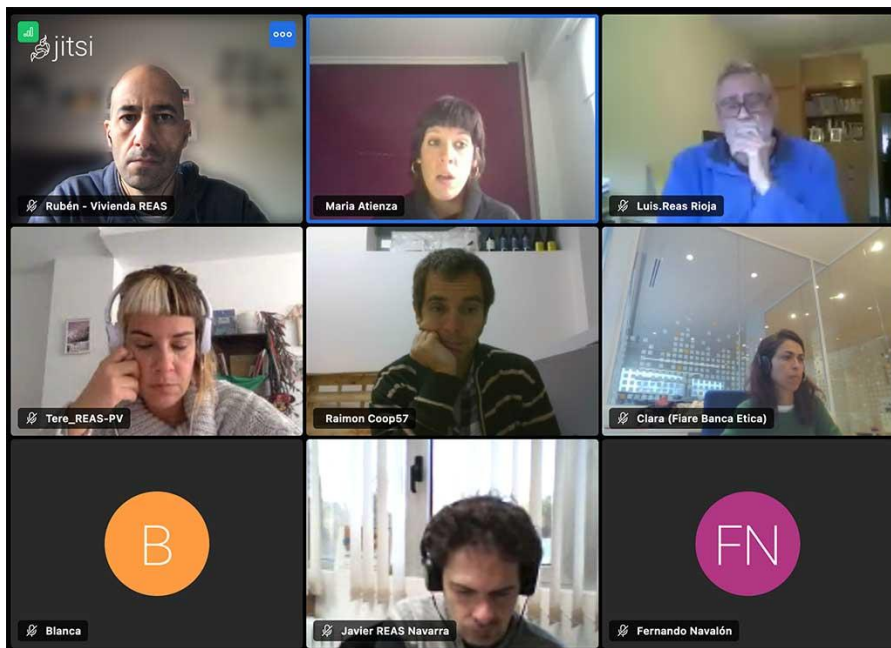 jitsi
Rubén - Vivienda REAS
Maria Atienza
Luis.Reas Rioja
Tere_REAS-PV
Raimon Coop57
Clara (Fiare Banca Etica)
B
Blanca
Javier REAS Navarra
FN
Fernando Navalón